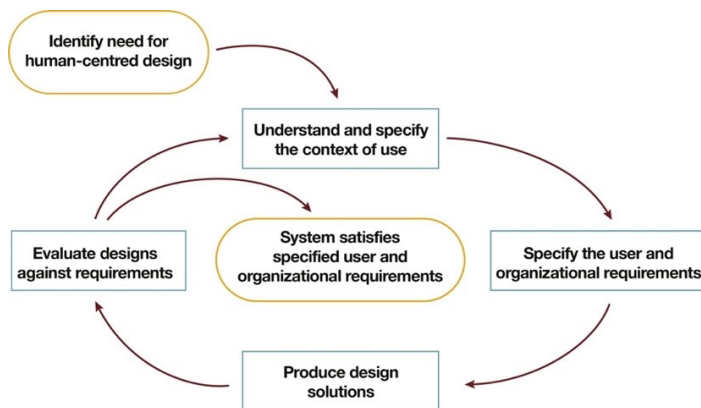 Identify need for
human-centred design
Understand and specify
the context of use
Evaluate designs
against requirements
System satisfies
specified user and
organizational requirements
Specify the user and
organizational requirements
Produce design
solutions